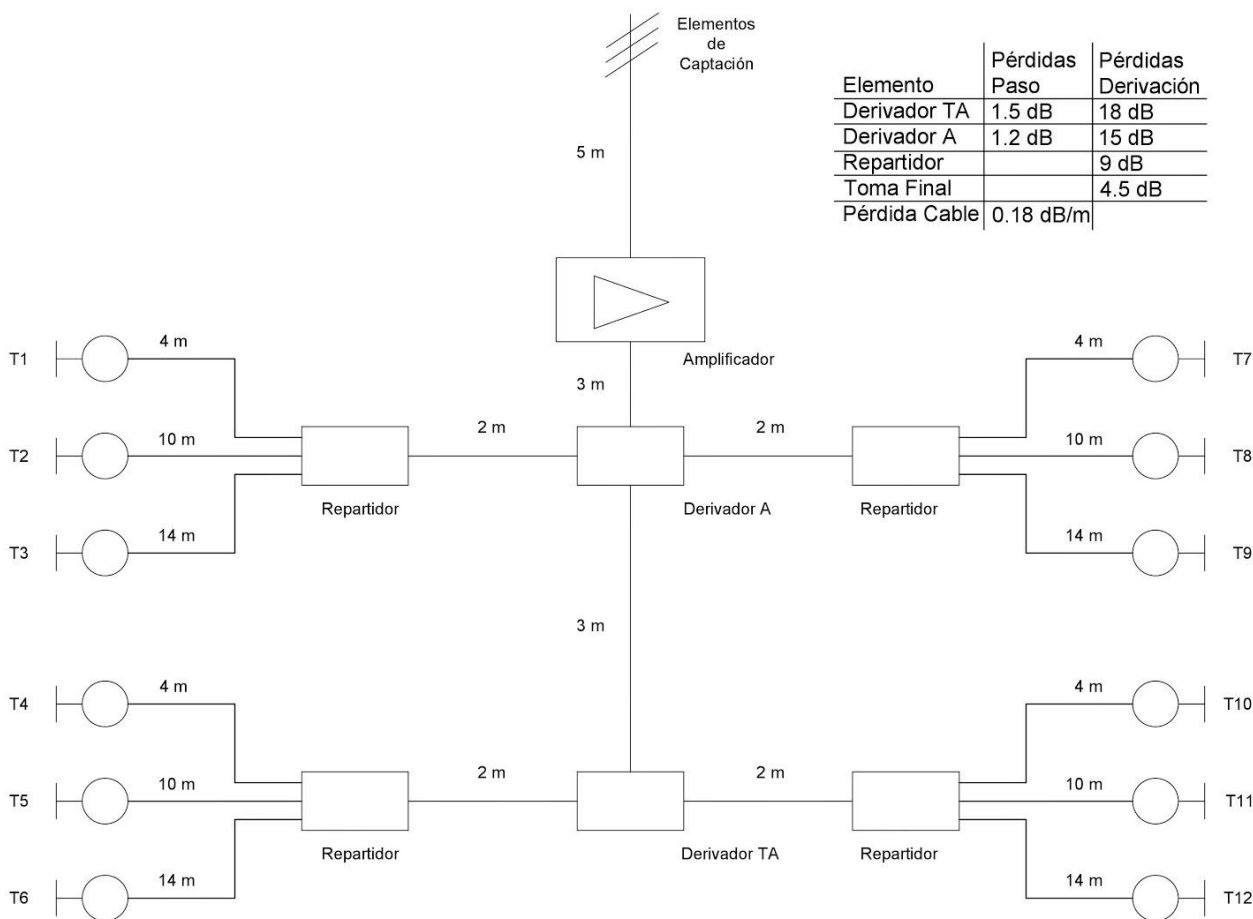 Elementos
de
Captación
Pérdidas Pérdidas
Elemento Paso Derivación
Derivador TA 1.5 dB 18 dB
Derivador A 1.2 dB 15 dB
Repartidor 9 dB
Toma Final 4.5 dB
Pérdida Cable 0.18 dB/m
5 m
Amplificador
T1 4 m 3 m 4 m T7
T2 10 m 2 m 2 m 10 m T8
Repartidor Derivador A Repartidor
T3 14 m 14 m T9
3 m
T4 4 m 4 m T10
T5 10 m 2 m 2 m 10 m T11
Repartidor Derivador TA Repartidor
T6 14 m 14 m T12